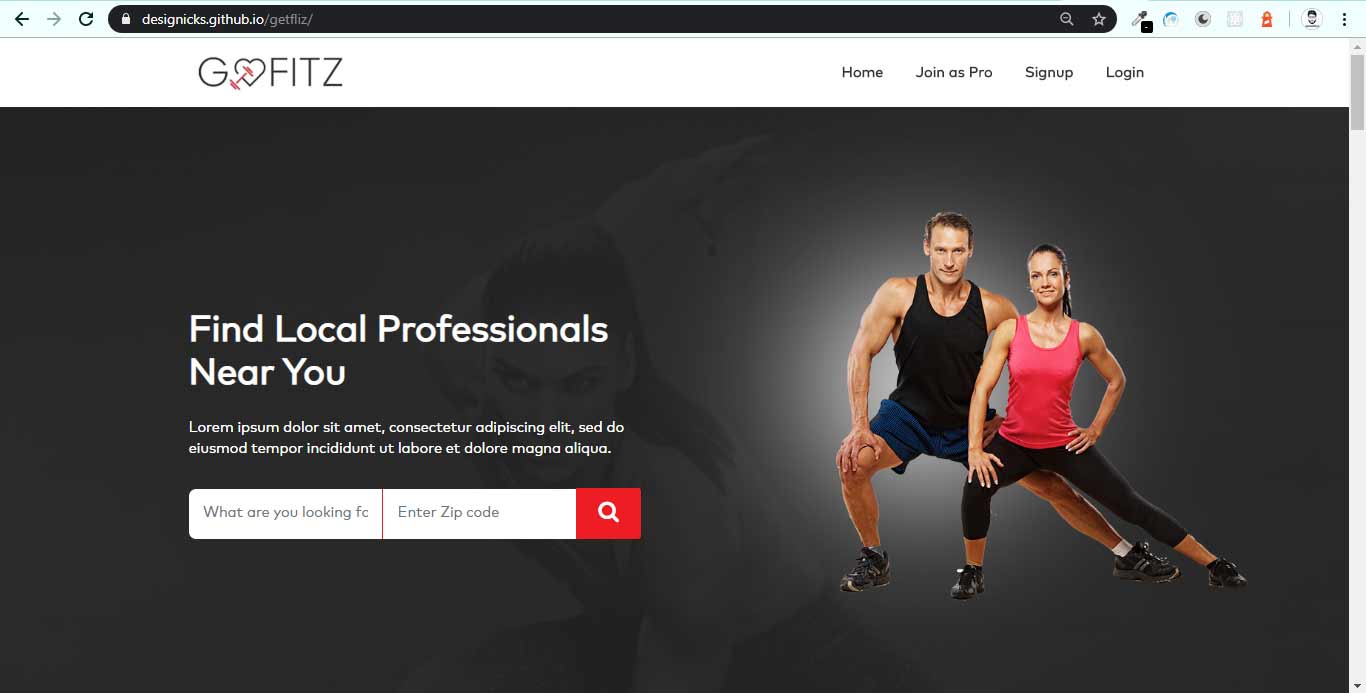 designicks.github.io/getfliz/
GOFITZ
Home Join as Pro Signup Login
Find Local Professionals
Near You
Lorem ipsum dolor sit amet, consectetur adipiscing elit, sed do
eiusmod tempor incididunt ut labore et dolore magna aliqua.
What are you looking fo Enter Zip code